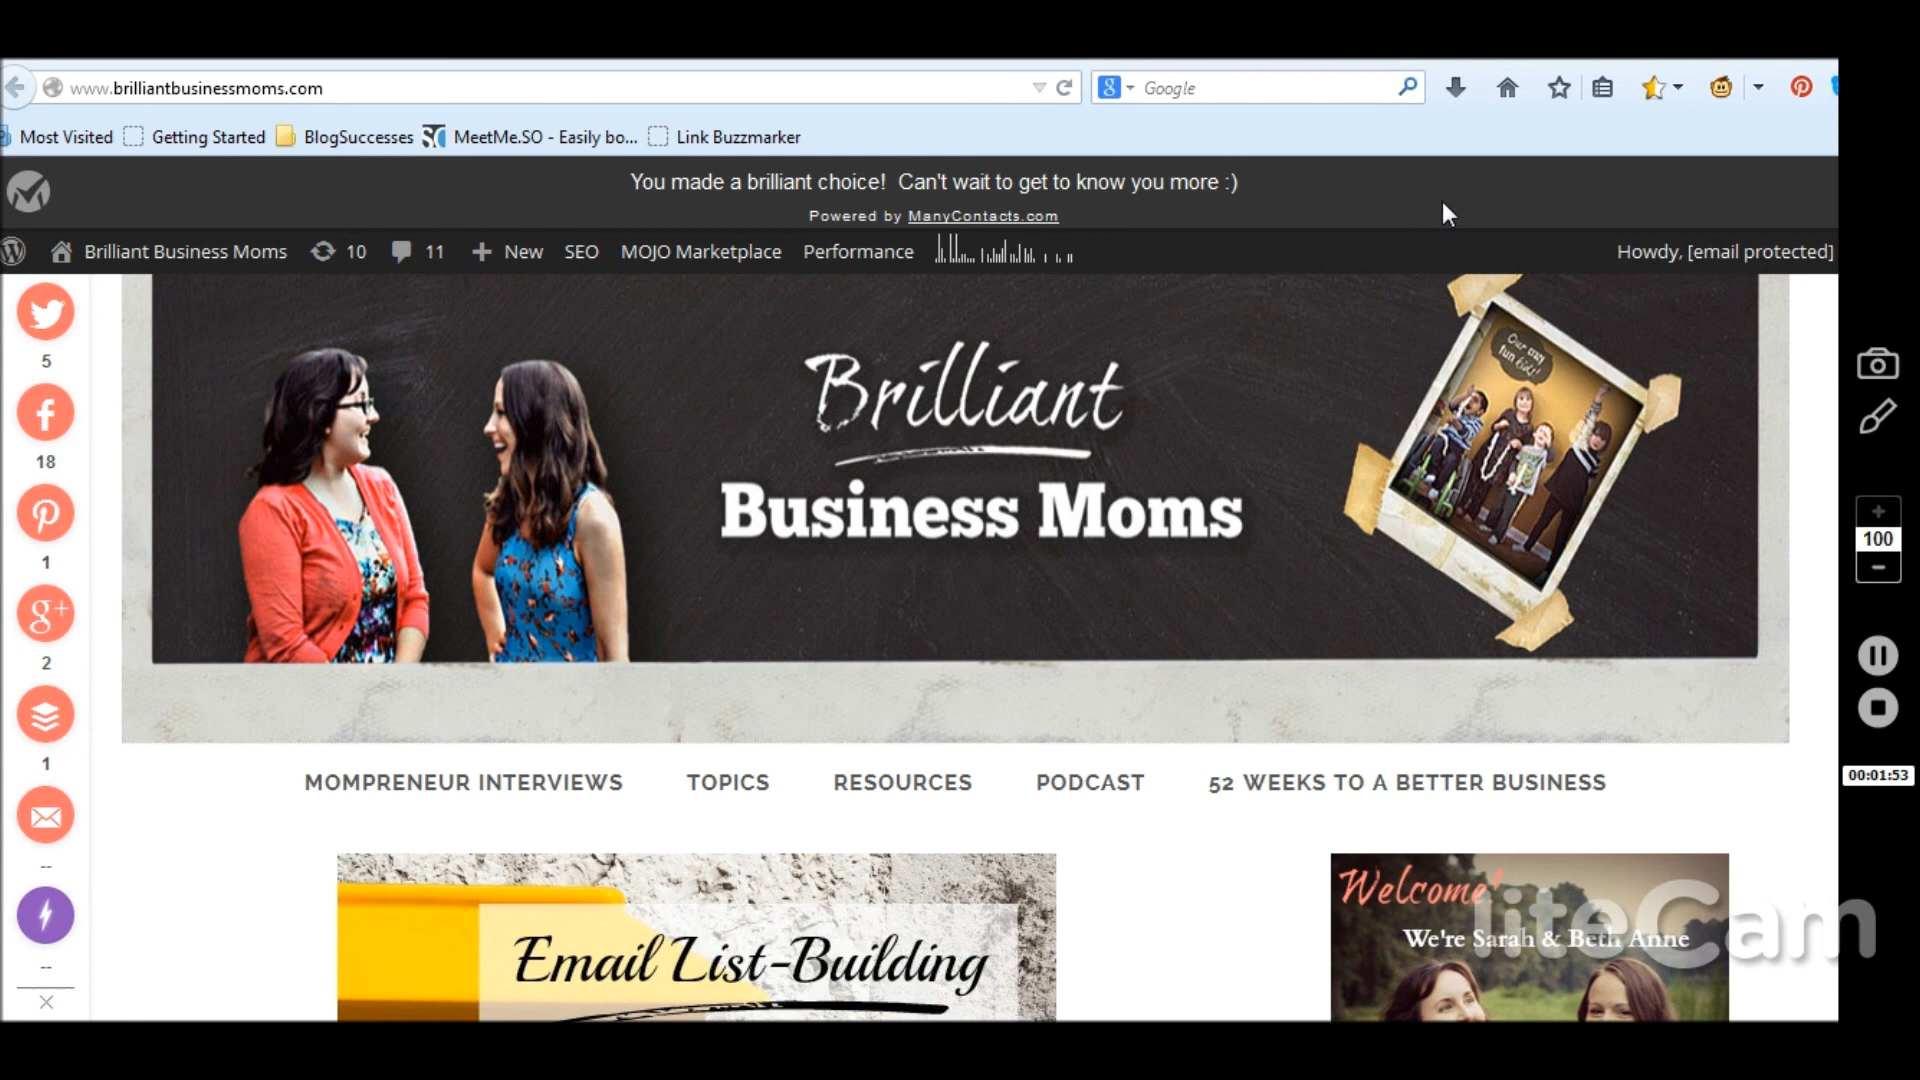 www.brilliantbusinessmoms.com
Google
Most Visited Getting Started BlogSuccesses MeetMe.SO - Easily bo... Link Buzzmarker
You made a brilliant choice! Can't wait to get to know you more :)
Powered by ManyContacts.com
Brilliant Business Moms 10 11 New SEO MOJO Marketplace Performance Howdy, [email protected]
5
18
1
g+
2
1
--
--
Brilliant
Business Moms
Our crazy
fun kids!
100
00:01:53
MOMPRENEUR INTERVIEWS TOPICS RESOURCES PODCAST 52 WEEKS TO A BETTER BUSINESS
Email List-Building
Welcome!
We're Sarah & Beth Anne
liteCam